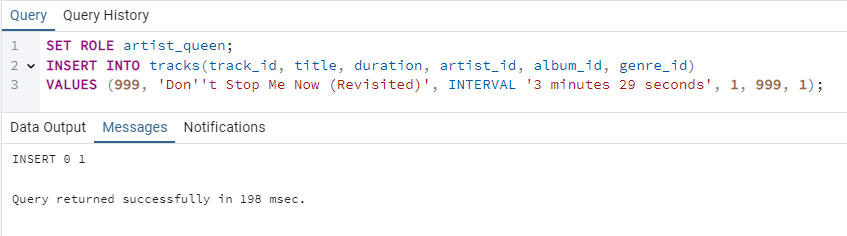 Query Query History
1 SET ROLE artist_queen;
2 INSERT INTO tracks(track_id, title, duration, artist_id, album_id, genre_id)
3 VALUES (999, 'Don''t Stop Me Now (Revisited)', INTERVAL '3 minutes 29 seconds', 1, 999, 1);
Data Output Messages Notifications
INSERT 0 1
Query returned successfully in 198 msec.